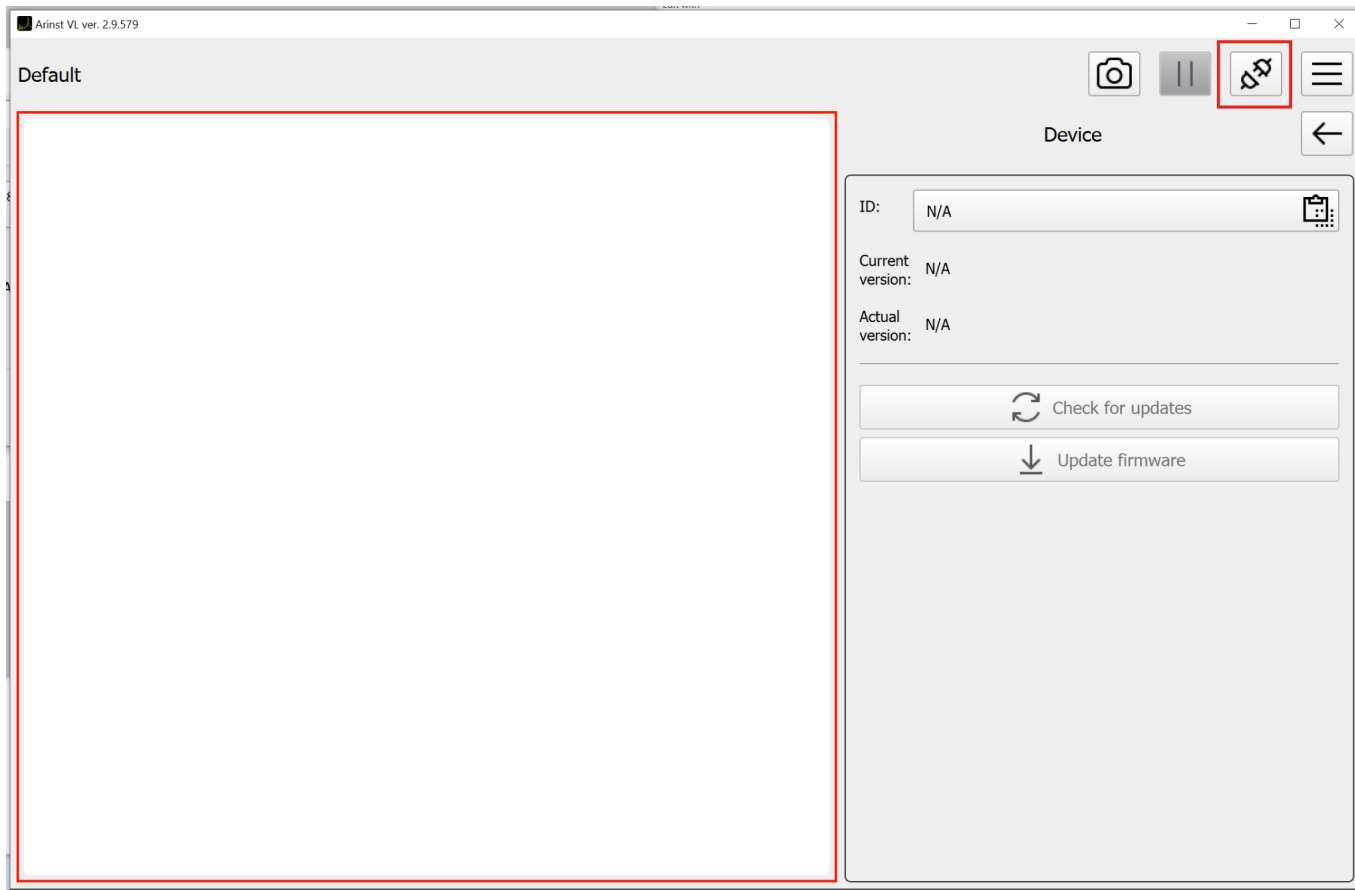 Arinst VL ver. 2.9.579
Default
Device
ID:
N/A
Current
version:
N/A
Actual
version:
N/A
Check for updates
Update firmware